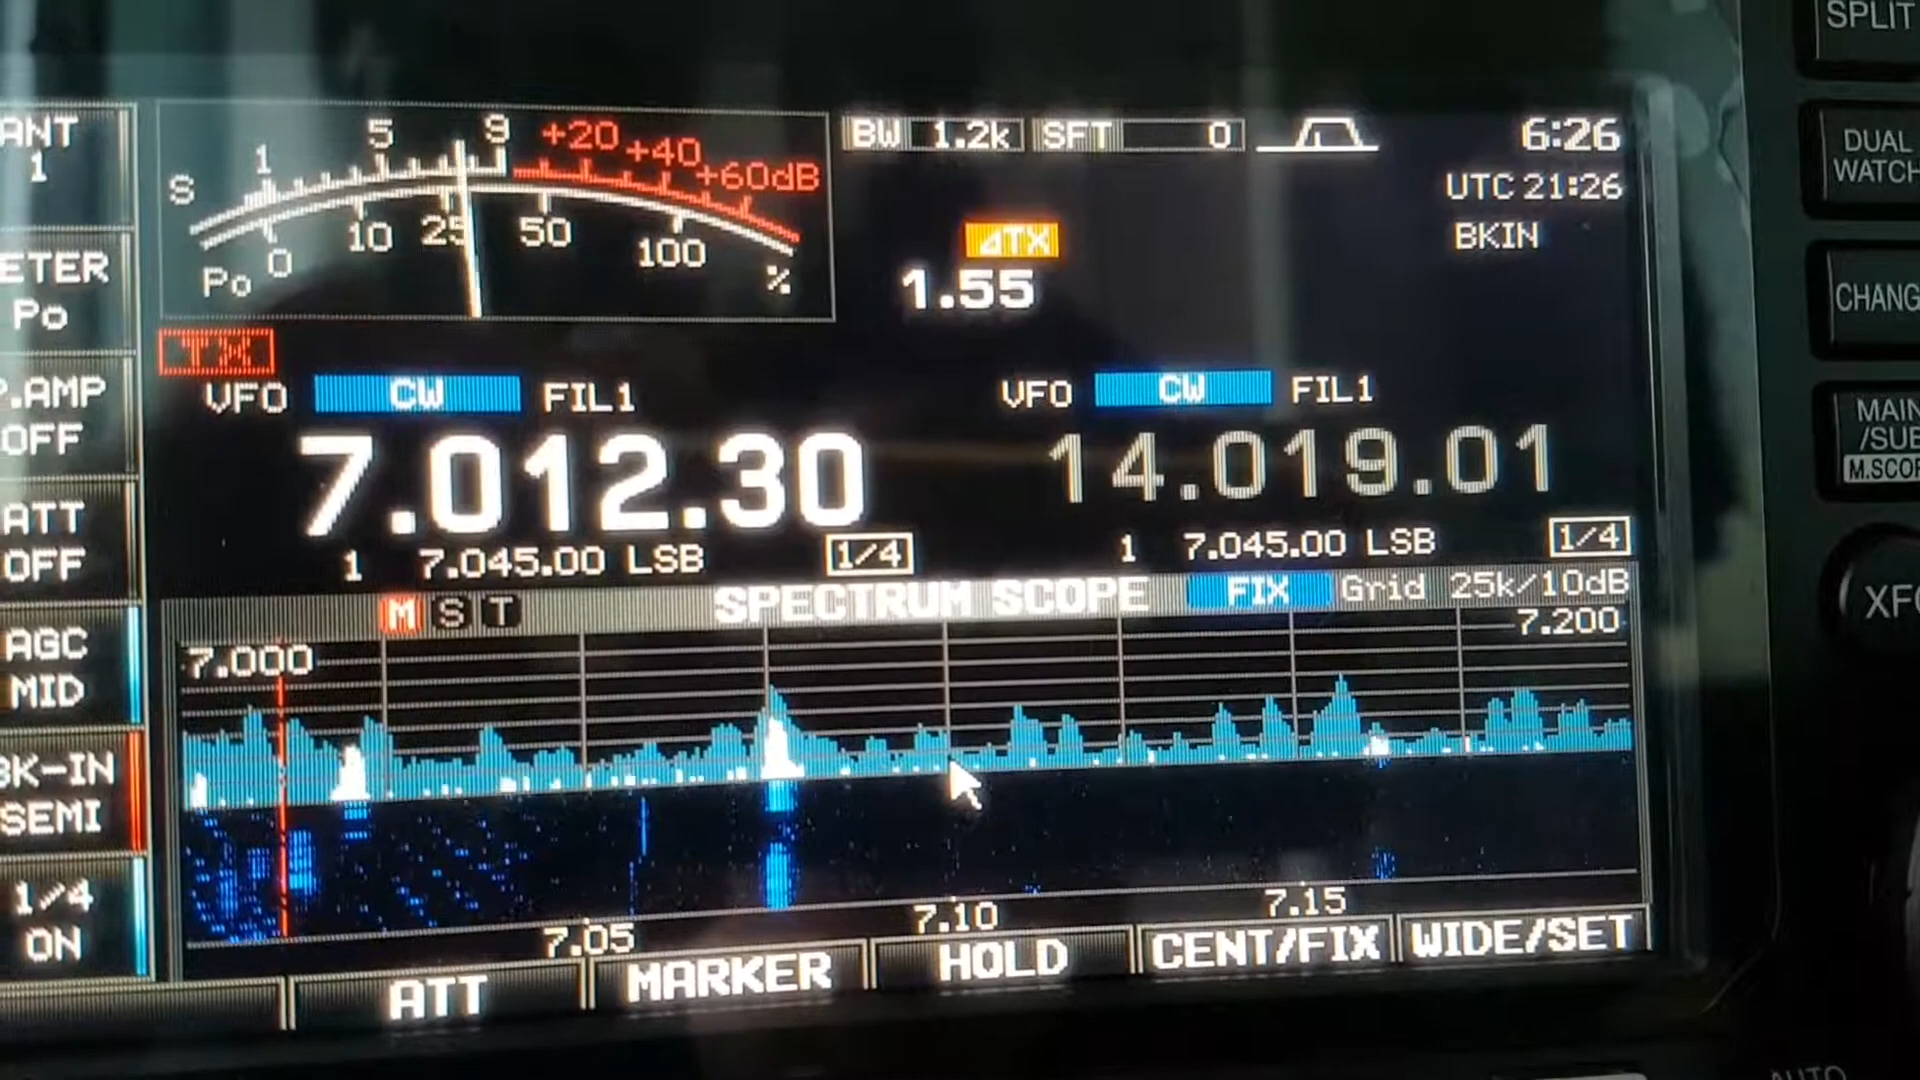 SPLIT
ANT
1
S 1 5 9 +20 +40 +60dB
Po 0 10 25 50 100 %
BW 1.2k SFT 0
6:26
UTC 21:26
BKIN
⊿TX
1.55
DUAL
WATCH
ETER
Po
TX
VFO CW FIL1
7.012.30
1 7.045.00 LSB 1/4
VFO CW FIL1
14.019.01
1 7.045.00 LSB 1/4
CHANG
P.AMP
OFF
MAIN
/SUB
M.SCOP
ATT
OFF
M S T SPECTRUM SCOPE FIX Grid 25k/10dB
7.000 7.200
XFC
AGC
MID
BK-IN
SEMI
1/4
ON
7.05 7.10 7.15
ATT MARKER HOLD CENT/FIX WIDE/SET
AUTO